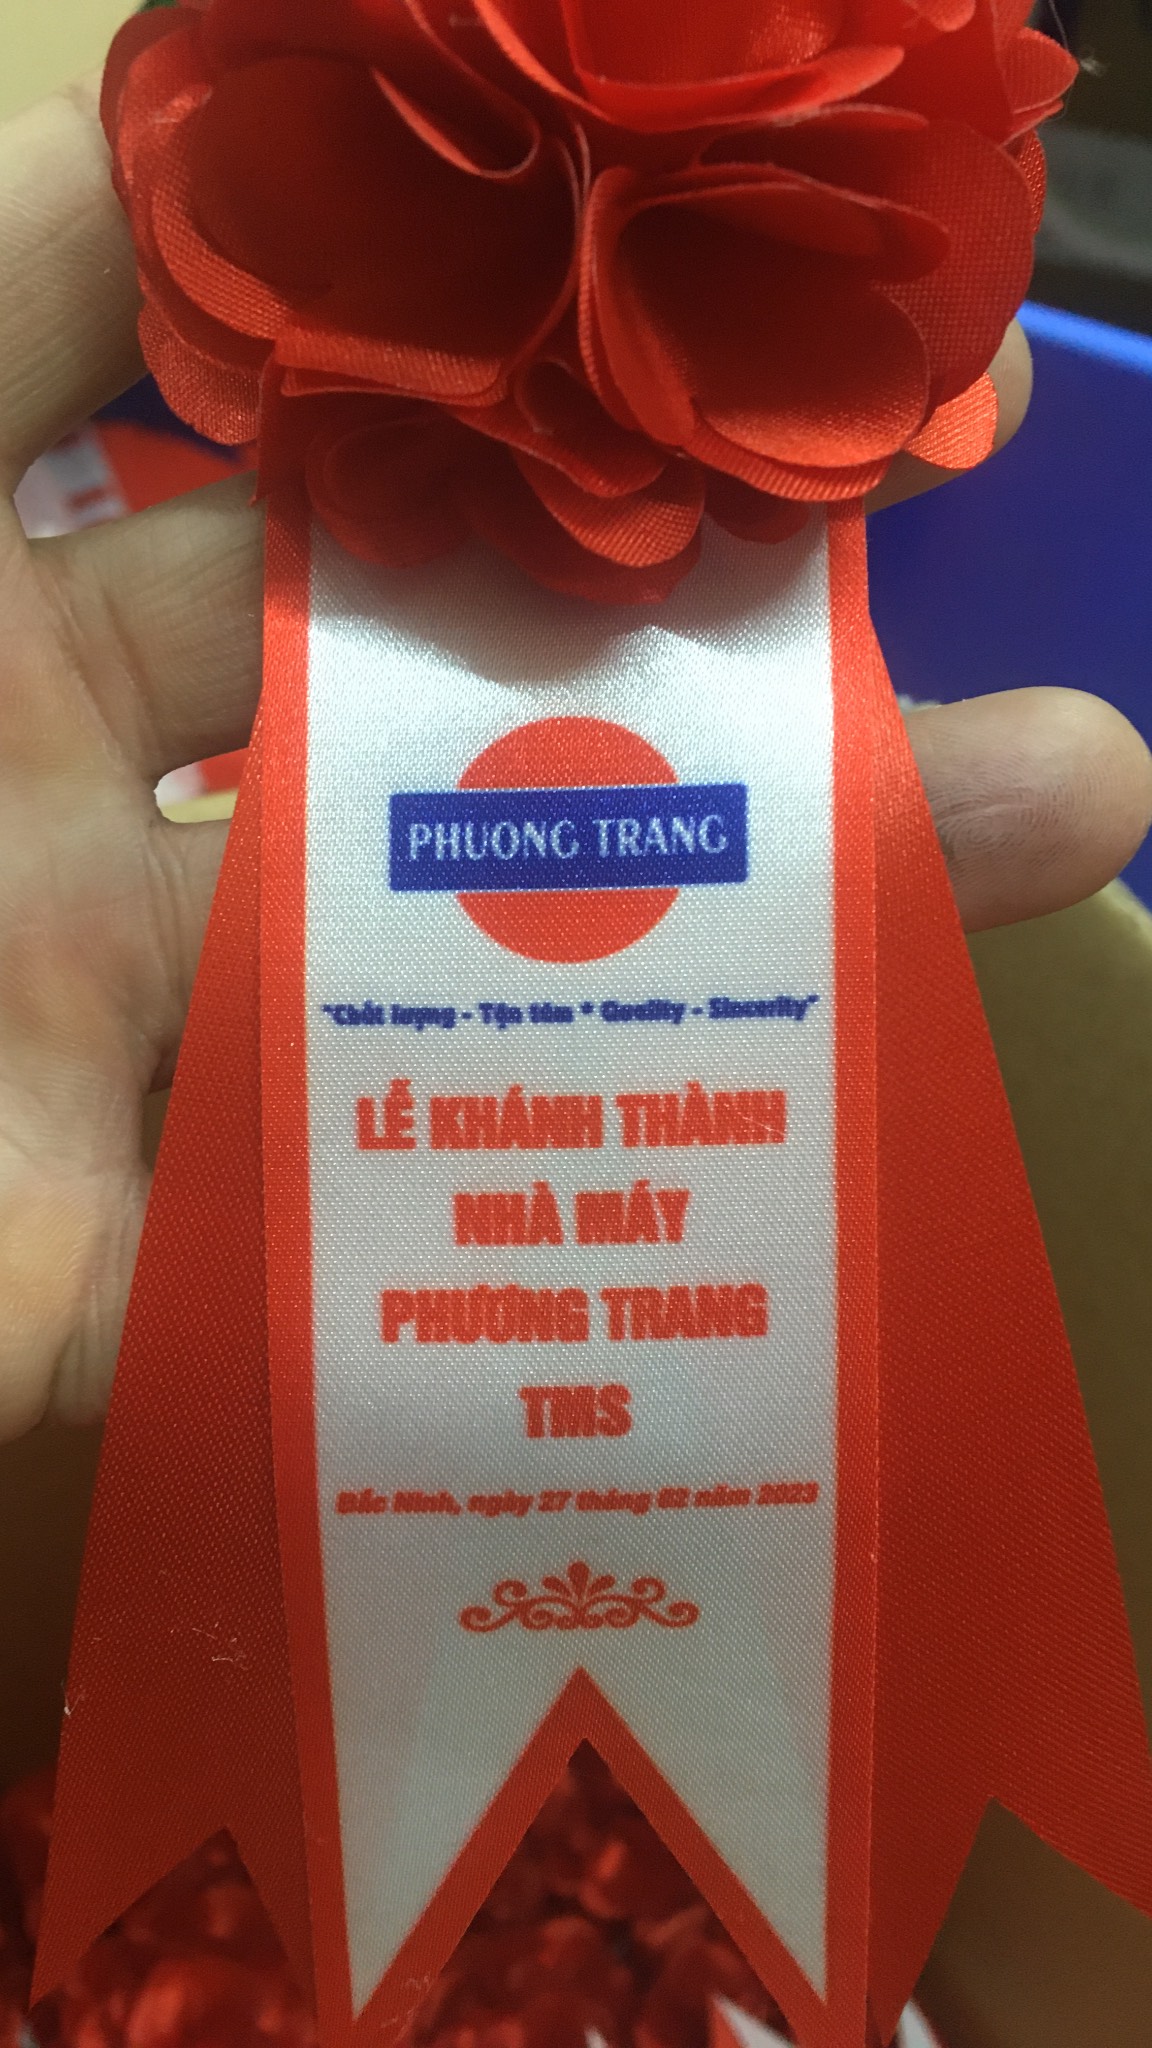 PHUONG TRANG
"Chất lượng - Tận tâm * Quality - Sincerity"
LỄ KHÁNH THÀNH
NHÀ MÁY
PHƯƠNG TRANG
TMS
Bắc Ninh, ngày 27 tháng 02 năm 2023